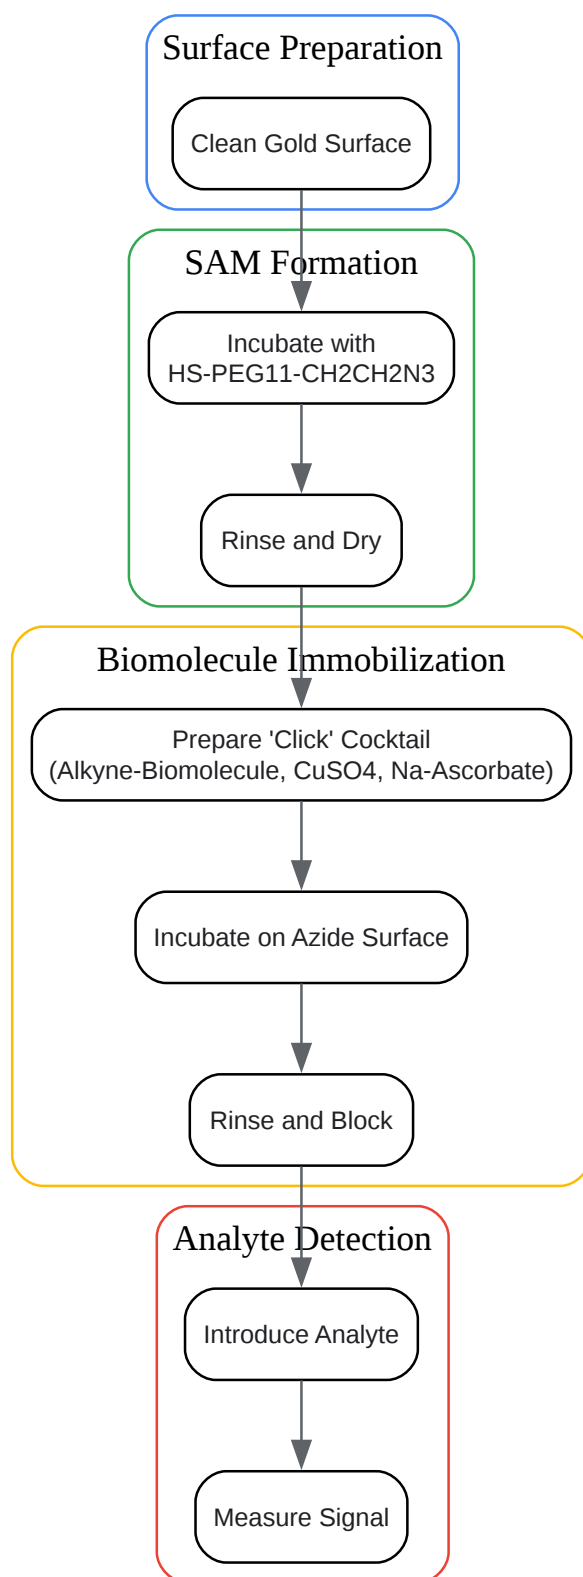 Surface Preparation
Clean Gold Surface
SAM Formation
Incubate with
HS-PEG11-CH2CH2N3
Rinse and Dry
Biomolecule Immobilization
Prepare 'Click' Cocktail
(Alkyne-Biomolecule, CuSO4, Na-Ascorbate)
Incubate on Azide Surface
Rinse and Block
Analyte Detection
Introduce Analyte
Measure Signal